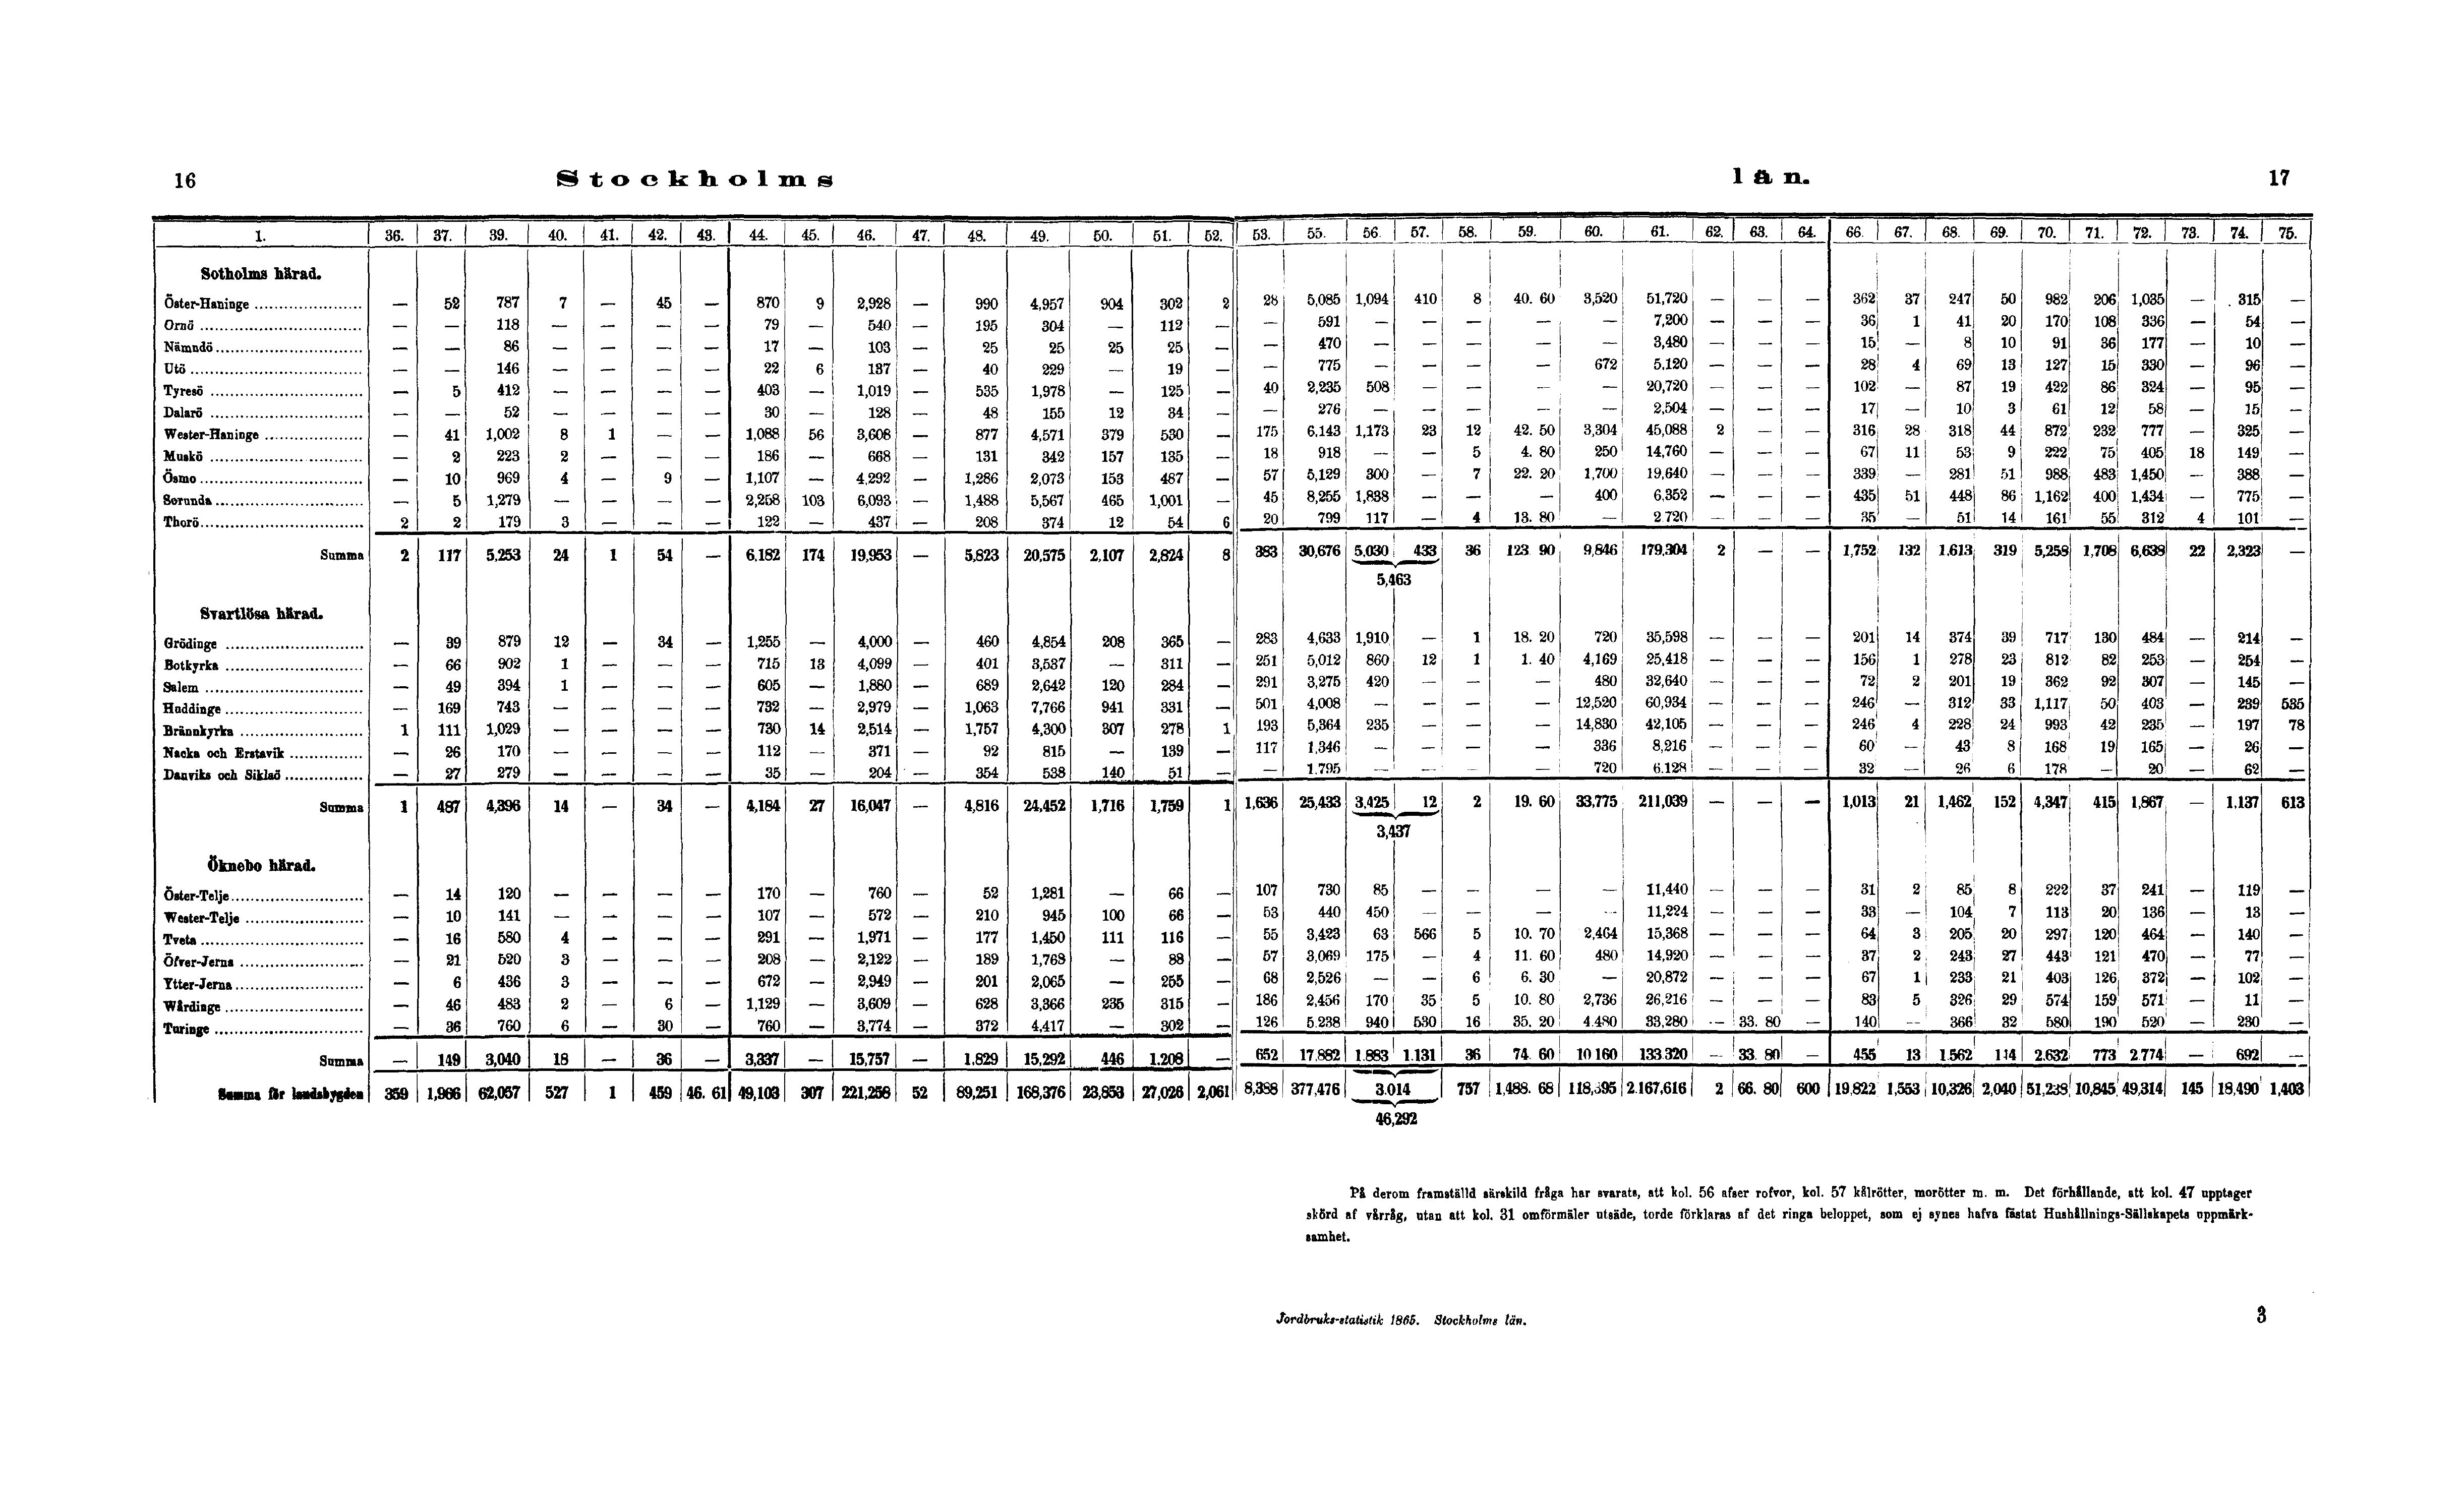 16 Stockholms län. 17
1. 36. 37. 39. 40. 41. 42. 43. 44. 45. 46. 47. 48. 49. 50. 51. 52. 53. 55. 56. 57. 58. 59. 60. 61. 62. 63. 64. 66. 67. 68. 69. 70. 71. 72. 73. 74. 75.
Sotholms härad.
Öster-Haninge — 52 787 7 — 45 — 870 9 2,928 — 990 4,957 904 302 2 28 5,085 1,094 410 8 40. 60 3,520 51,720 — — — 362 37 247 50 982 206 1,035 — 315 —
Ornö — — 118 — — — — 79 — 540 — 195 304 — 112 — — 591 — — — — — 7,200 — — — 36 1 41 20 170 108 336 — 54 —
Nämndö — — 86 — — — — 17 — 103 — 25 25 25 25 — — 470 — — — — — 3,480 — — — 15 — 8 10 91 36 177 — 10 —
Utö — — 146 — — — — 22 6 187 — 40 229 — 19 — — 775 — — — — 672 5,120 — — — 28 4 69 13 127 15 330 — 96 —
Tyresö — 5 412 — — — — 403 — 1,019 — 535 1,978 — 125 — 40 2,235 508 — — — — 20,720 — — — 102 — 87 19 422 86 324 — 95 —
Dalarö — — 52 — — — — 30 — 128 — 48 155 12 34 — — 276 — — — — — 2,504 — — — 17 — 10 3 61 12 58 — 15 —
Wester-Haninge — 41 1,002 8 1 — — 1,088 56 3,608 — 877 4,571 379 530 — 175 6,143 1,173 23 12 42. 50 3,304 45,088 2 — — 316 28 318 44 872 232 777 — 325 —
Muskö — 2 223 2 — — — 186 — 668 — 131 342 157 135 — 18 918 — — 5 4. 80 250 14,760 — — — 67 11 53 9 222 75 405 18 149 —
Ösmo — 10 969 4 — 9 — 1,107 — 4,292 — 1,286 2,073 153 487 — 57 5,129 300 — 7 22. 20 1,700 19,640 — — — 339 — 281 51 988 483 1,450 — 388 —
Sorunda — 5 1,279 — — — — 2,258 103 6,093 — 1,488 5,567 465 1,001 — 45 8,255 1,838 — — — 400 6,352 — — — 435 51 448 86 1,162 400 1,434 — 775 —
Thorö 2 2 179 3 — — — 122 — 437 — 208 374 12 54 6 20 799 117 — 4 13. 80 — 2,720 — — — 35 — 51 14 161 55 312 4 101 —
Summa 2 117 5,253 24 1 54 — 6,182 174 19,953 — 5,823 20,575 2,107 2,824 8 383 30,676 5,030 433 36 123. 90 9,846 179,304 2 — — 1,752 132 1,613 319 5,258 1,708 6,638 22 2,323 —
5,463
Svartlösa härad.
Grödinge — 39 879 12 — 34 — 1,255 — 4,000 — 460 4,854 208 365 — 283 4,633 1,910 — 1 18. 20 720 35,598 — — — 201 14 374 39 717 130 484 — 214 —
Botkyrka — 66 902 1 — — — 715 13 4,099 — 401 3,537 — 311 — 251 5,012 860 12 1 1. 40 4,169 25,418 — — — 156 1 278 23 812 82 253 — 254 —
Salem — 49 394 1 — — — 605 — 1,880 — 689 2,642 120 284 — 291 3,275 420 — — — 480 32,640 — — — 72 2 201 19 362 92 307 — 145 —
Huddinge — 169 743 — — — — 732 — 2,979 — 1,063 7,766 941 331 — 501 4,008 — — — — 12,520 60,934 — — — 246 — 312 33 1,117 50 403 — 239 535
Brännkyrka 1 111 1,029 — — — — 730 14 2,514 — 1,757 4,300 307 278 1 193 5,364 235 — — — 14,830 42,105 — — — 246 4 228 24 993 42 235 — 197 78
Nacka och Erstavik — 26 170 — — — — 112 — 371 — 92 815 — 139 — 117 1,346 — — — — 336 8,216 — — — 60 — 43 8 168 19 165 — 26 —
Danviks och Siklaö — 27 279 — — — — 35 — 204 — 354 538 140 51 — — 1,795 — — — — 720 6,128 — — — 32 — 26 6 178 — 20 — 62 —
Summa 1 487 4,396 14 — 34 — 4,184 27 16,047 — 4,816 24,452 1,716 1,759 1 1,636 25,433 3,425 12 2 19. 60 33,775 211,039 — — — 1,013 21 1,462 152 4,347 415 1,867 — 1,137 613
3,437
Öknebo härad.
Öster-Telje — 14 120 — — — — 170 — 760 — 52 1,281 — 66 — 107 730 85 — — — — 11,440 — — — 31 2 85 8 222 37 241 — 119 —
Wester-Telje — 10 141 — — — — 107 — 572 — 210 945 100 66 — 53 440 450 — — — — 11,224 — — — 33 — 104 7 113 20 136 — 13 —
Tveta — 16 580 4 — — — 291 — 1,971 — 177 1,450 111 116 — 55 3,423 63 566 5 10. 70 2,464 15,368 — — — 64 3 205 20 297 120 464 — 140 —
Öfver-Jerna — 21 520 3 — — — 208 — 2,122 — 189 1,768 — 88 — 57 3,069 175 — 4 11. 60 480 14,920 — — — 37 2 243 27 443 121 470 — 77 —
Ytter-Jerna — 6 436 3 — — — 672 — 2,949 — 201 2,065 — 255 — 68 2,526 — — 6 6. 30 — 20,872 — — — 67 1 233 21 403 126 372 — 102 —
Wårdinge — 46 483 2 — 6 — 1,129 — 3,609 — 628 3,366 235 315 — 186 2,456 170 35 5 10. 80 2,736 26,216 — — — 83 5 326 29 574 159 571 — 11 —
Turinge — 36 760 6 — 30 — 760 — 3,774 — 372 4,417 — 302 — 126 5,238 940 530 16 35. 20 4,480 33,280 — 33. 80 — 140 — 366 32 580 190 520 — 230 —
Summa — 149 3,040 18 — 36 — 3,337 — 15,757 — 1,829 15,292 446 1,208 — 652 17,882 1,883 1,131 36 74. 60 10,160 133,320 — 33. 80 — 455 13 1,562 144 2,632 773 2,774 — 692 —
Summa för landsbygden 359 1,966 62,057 527 1 459 46. 61 49,103 307 221,258 52 89,251 168,376 23,853 27,026 2,061 8,388 377,476 3,014 757 1,488. 68 118,395 2,167,616 2 66. 80 600 19,822 1,553 10,326 2,040 51,238 10,845 49,314 145 18,490 1,403
46,292
På derom framställd särskild fråga har svarats, att kol. 56 afser rofvor, kol. 57 kålrötter, morötter m. m. Det förhållande, att kol. 47 upptager
skörd af vårråg, utan att kol. 31 omförmäler utsäde, torde förklaras af det ringa beloppet, som ej synes hafva fästat Hushållnings-Sällskapets uppmärk-
samhet.
Jordbruks-statistik 1865. Stockholms län. 3